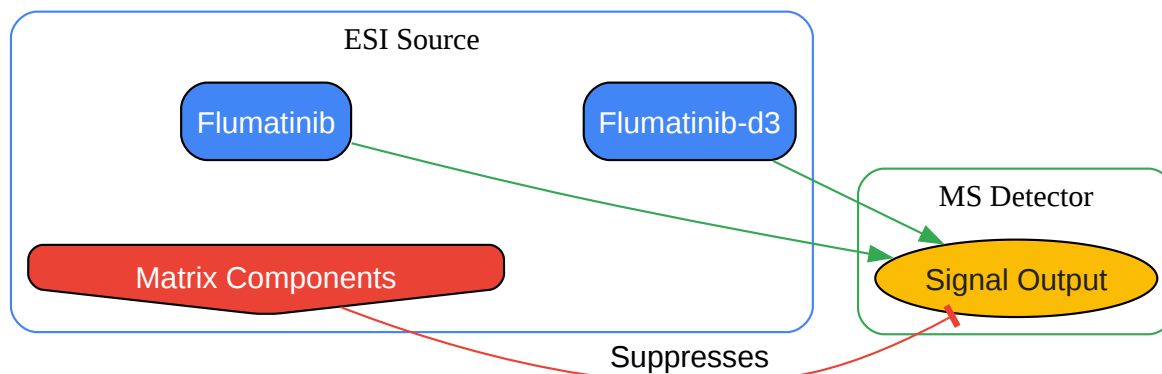 ESI Source
Flumatinib
Flumatinib-d3
MS Detector
Matrix Components
Signal Output
Suppresses